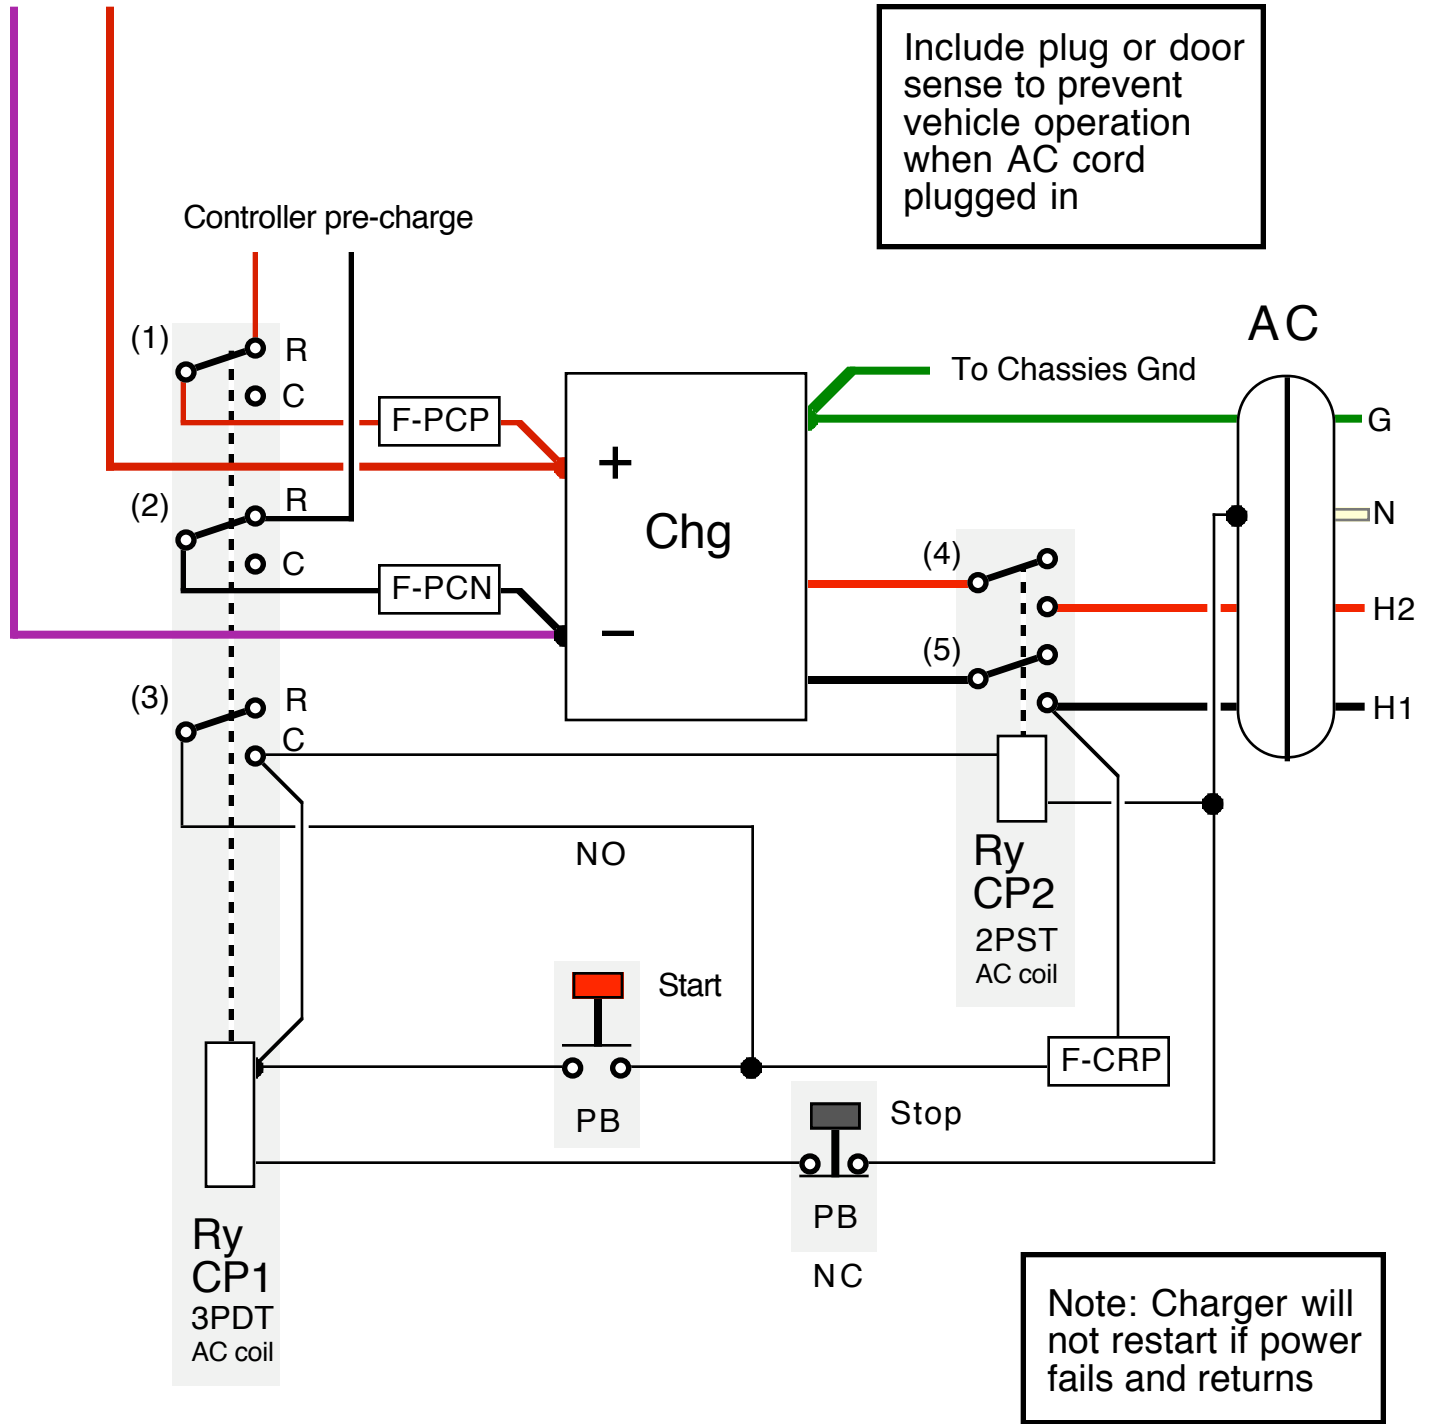 Include plug or door
sense to prevent
vehicle operation
when AC cord
plugged in
Controller pre-charge
AC
(1)
R
C
To Chassies Gnd
F-PCP
G
+
(2)
R
N
Chg
C
(4)
F-PCN
H2
−
(5)
(3)
R
H1
C
NO
Ry
CP2
2PST
AC coil
Start
F-CRP
PB
Stop
PB
NC
Ry
CP1
3PDT
AC coil
Note: Charger will
not restart if power
fails and returns